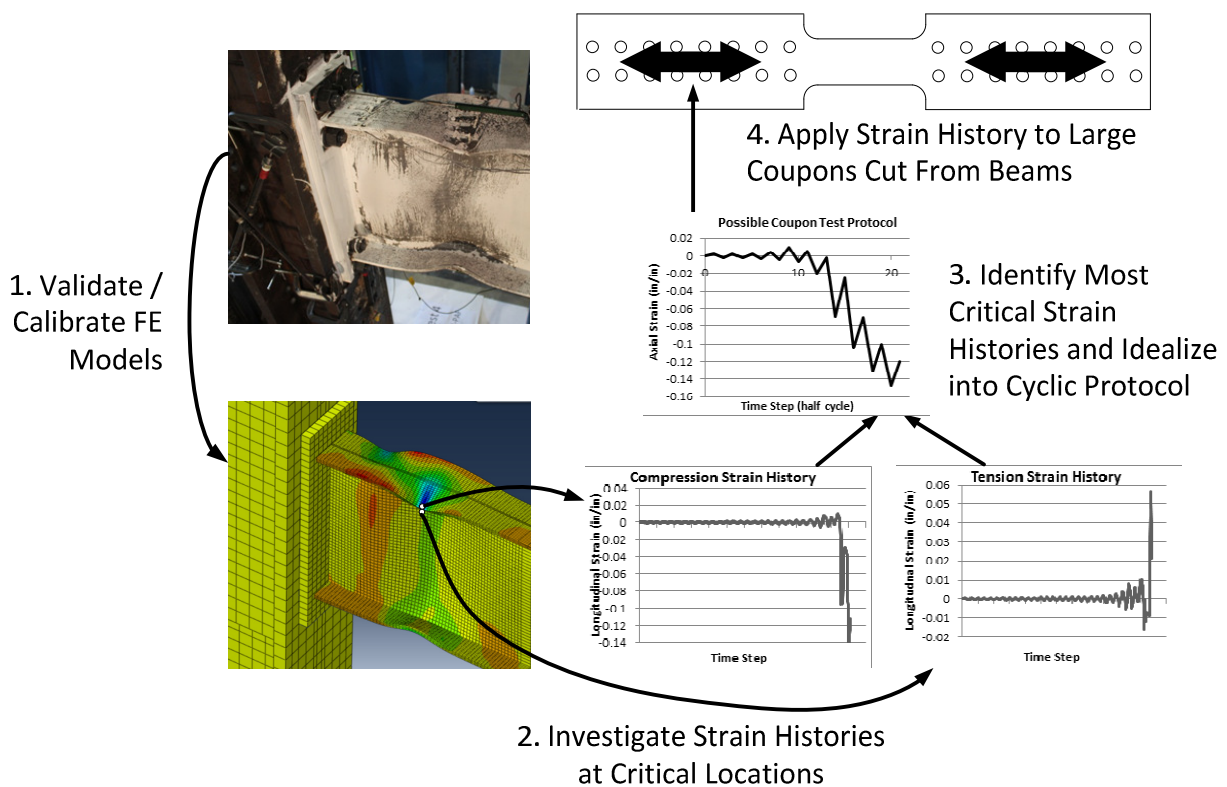 1. Validate /
Calibrate FE
Models
4. Apply Strain History to Large
Coupons Cut From Beams
Possible Coupon Test Protocol
Axial Strain (in/in)
0.02
0
-0.02
-0.04
-0.06
-0.08
-0.1
-0.12
-0.14
-0.16
0
10
20
Time Step (half cycle)
3. Identify Most
Critical Strain
Histories and Idealize
into Cyclic Protocol
Compression Strain History
Longitudinal Strain (in/in)
0.04
0.02
0
-0.02
-0.04
-0.06
-0.08
-0.1
-0.12
-0.14
Time Step
Tension Strain History
Longitudnal Strain (in/in)
0.06
0.05
0.04
0.03
0.02
0.01
0
-0.01
-0.02
Time Step
2. Investigate Strain Histories
at Critical Locations